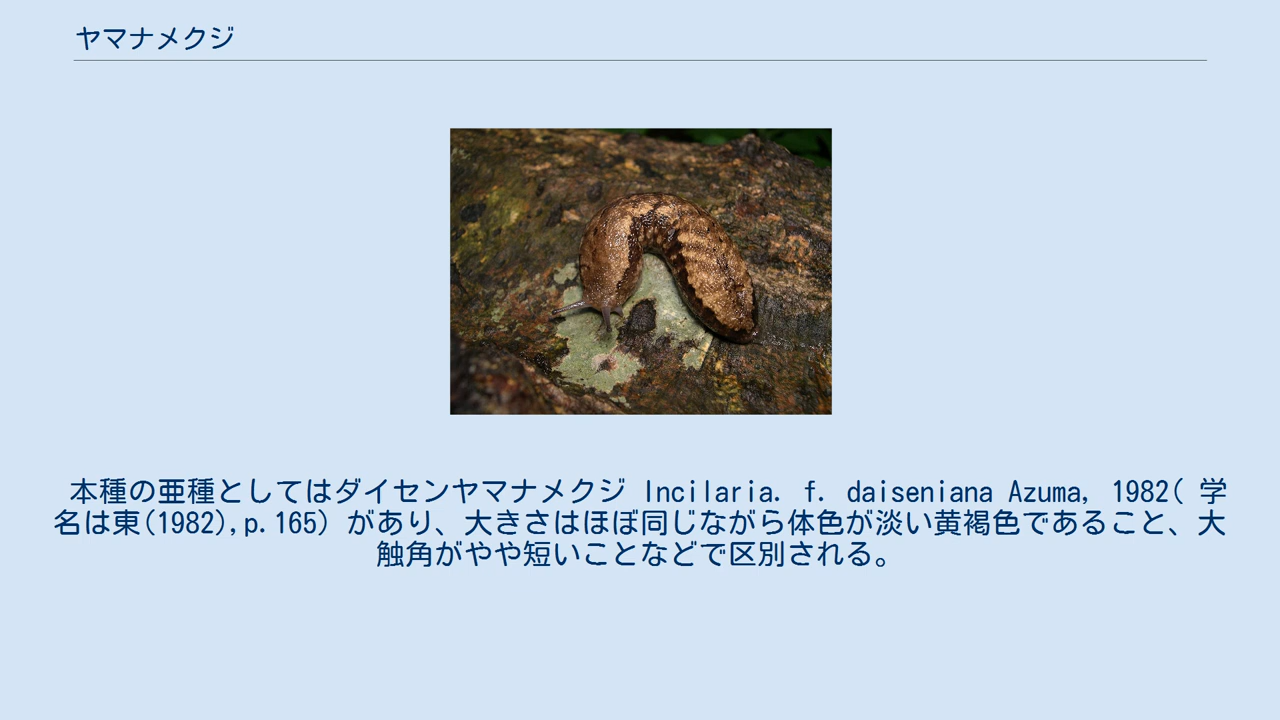 ヤマナメクジ
本種の亜種としてはダイセンヤマナメクジ Incilaria. f. daiseniana Azuma, 1982( 学
名は東(1982),p.165) があり、大きさはほぼ同じながら体色が淡い黄褐色であること、大
触角がやや短いことなどで区別される。